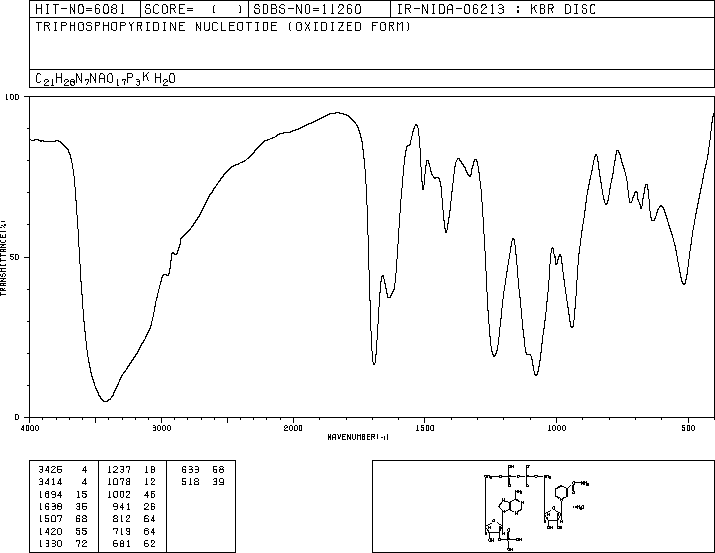 HIT-NO=6081 SCORE= ( ) SDBS-NO=11260 IR-NIDA-06213 : KBR DISC
TRIPHOSPHOPYRIDINE NUCLEOTIDE (OXIDIZED FORM)
C21H28N7NAO17P3K H2O
100
TRANSMITTANCE(%)
50
0
4000 3000 2000 1500 1000 500
WAVENUMBER(-1)
3426 4 1237 18 633 58
3414 4 1078 12 518 39
1694 15 1002 46
1638 36 941 26
1507 68 812 64
1420 55 719 64
1330 72 681 62